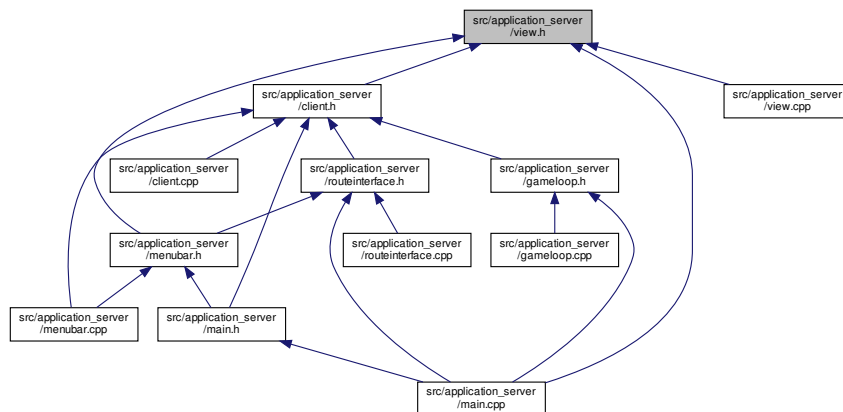 src/application_server
/view.h
src/application_server
/client.h
src/application_server
/view.cpp
src/application_server
/client.cpp
src/application_server
/routeinterface.h
src/application_server
/gameloop.h
src/application_server
/menubar.h
src/application_server
/routeinterface.cpp
src/application_server
/gameloop.cpp
src/application_server
/menubar.cpp
src/application_server
/main.h
src/application_server
/main.cpp